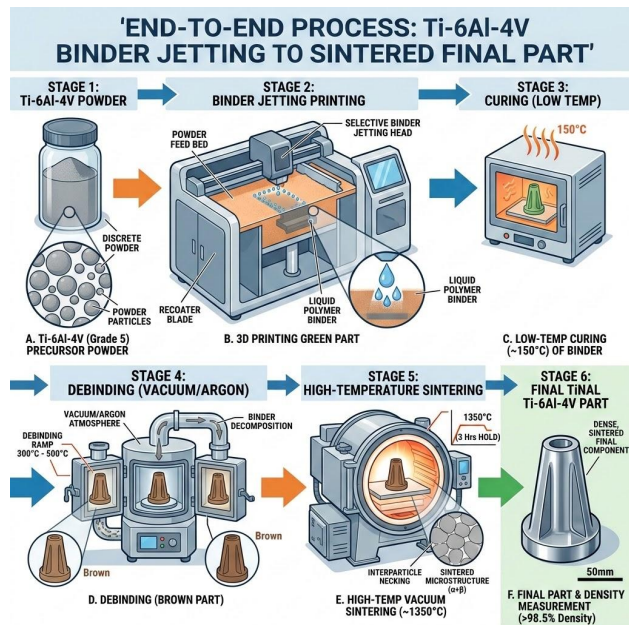 'END-TO-END PROCESS: Ti-6Al-4V
BINDER JETTING TO SINTERED FINAL PART'
STAGE 1:
Ti-6Al-4V POWDER
STAGE 2:
BINDER JETTING PRINTING
STAGE 3:
CURING (LOW TEMP)
DISCRETE
POWDER
POWDER
PARTICLES
A. Ti-6Al-4V (Grade 5)
PRECURSOR POWDER
POWDER
FEED BED
SELECTIVE BINDER
JETTING HEAD
RECOATER
BLADE
LIQUID
POLYMER
BINDER
LIQUID
POLYMER
BINDER
B. 3D PRINTING GREEN PART
150°C
C. LOW-TEMP CURING
(~150°C) OF BINDER
STAGE 4:
DEBINDING (VACUUM/ARGON)
STAGE 5:
HIGH-TEMPERATURE SINTERING
STAGE 6:
FINAL TiNAL
Ti-6Al-4V PART
VACUUM/ARGON
ATMOSPHERE
BINDER
DECOMPOSITION
DEBINDING
RAMP
300°C - 500°C
Brown
Brown
D. DEBINDING (BROWN PART)
1350°C
(3 Hrs HOLD)
INTERPARTICLE
NECKING
SINTERED
MICROSTRUCTURE
(α+β)
E. HIGH-TEMP VACUUM
SINTERING (~1350°C)
DENSE,
SINTERED
FINAL
COMPONENT
50mm
F. FINAL PART & DENSITY
MEASUREMENT
(>98.5% Density)